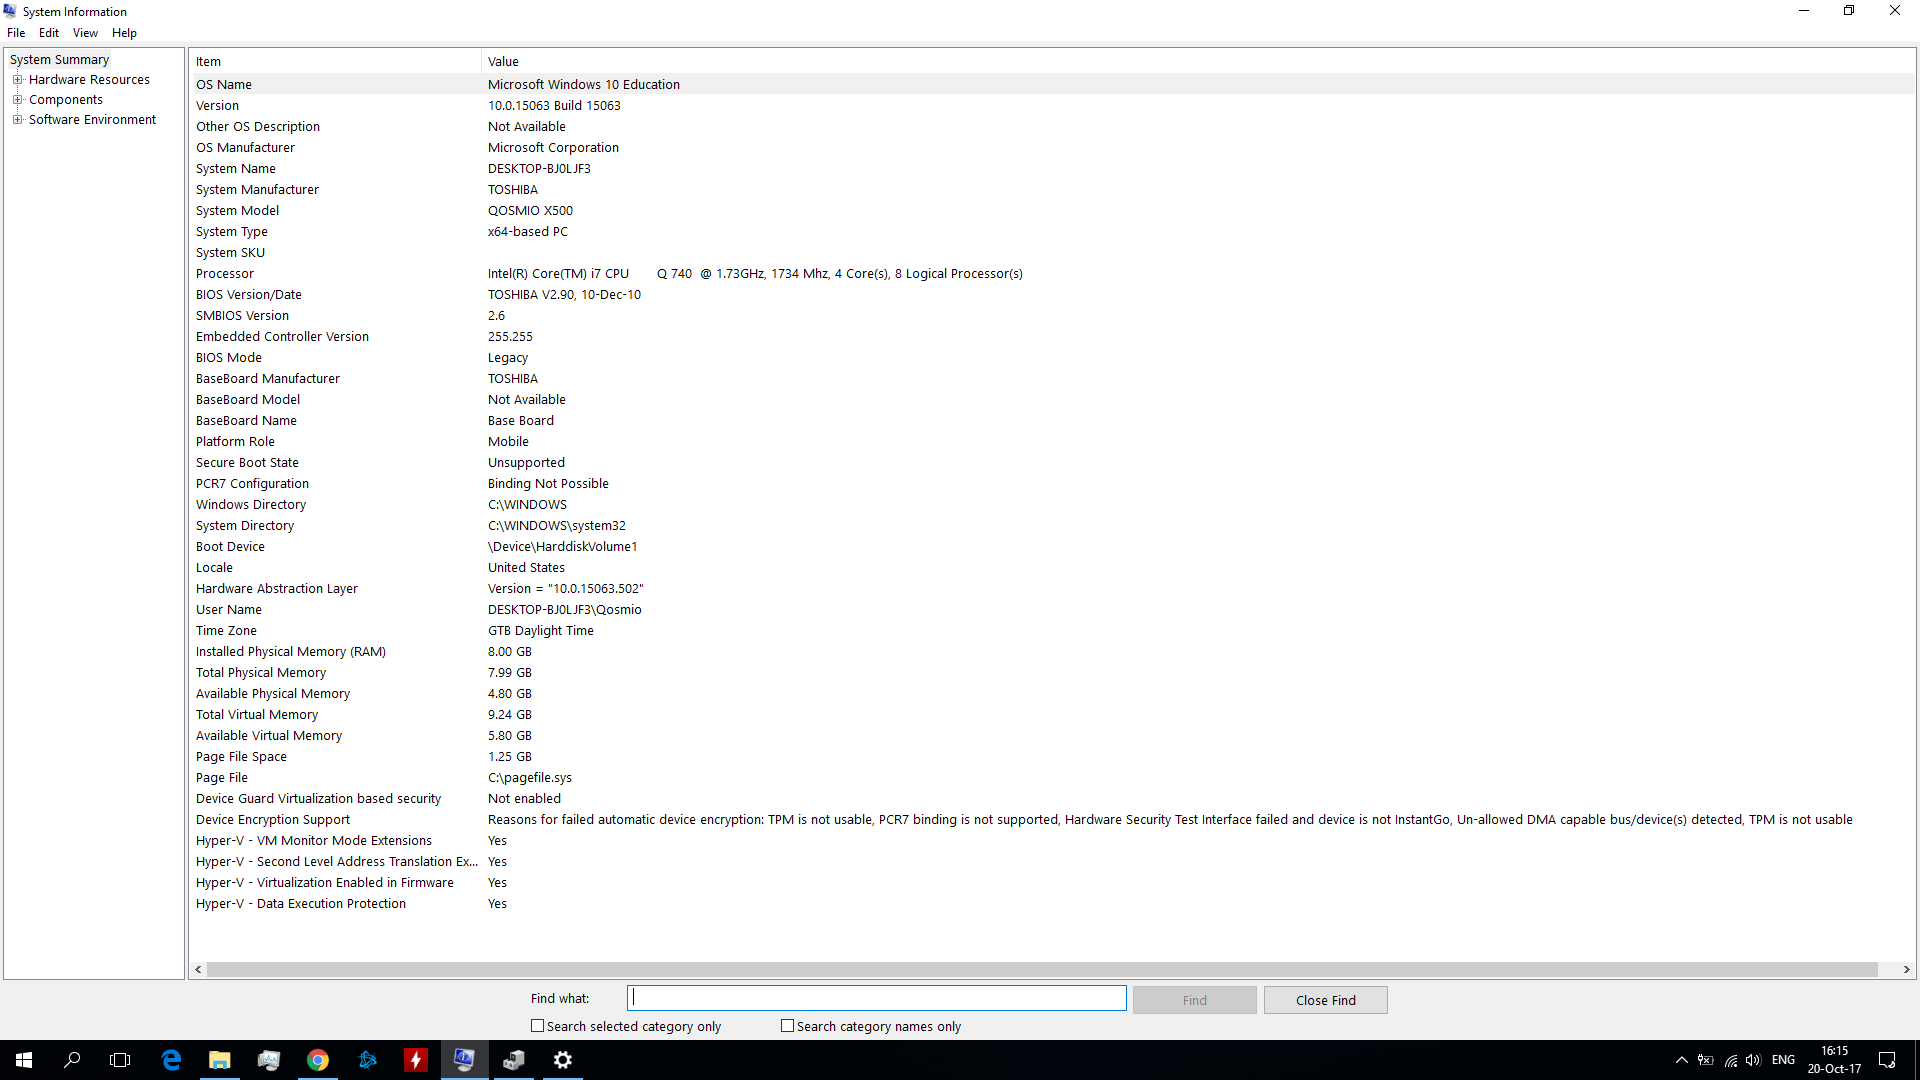 System Information
File Edit View Help
System Summary
Hardware Resources
Components
Software Environment
Item Value
OS Name Microsoft Windows 10 Education
Version 10.0.15063 Build 15063
Other OS Description Not Available
OS Manufacturer Microsoft Corporation
System Name DESKTOP-BJ0LJF3
System Manufacturer TOSHIBA
System Model QOSMIO X500
System Type x64-based PC
System SKU
Processor Intel(R) Core(TM) i7 CPU Q 740 @ 1.73GHz, 1734 Mhz, 4 Core(s), 8 Logical Processor(s)
BIOS Version/Date TOSHIBA V2.90, 10-Dec-10
SMBIOS Version 2.6
Embedded Controller Version 255.255
BIOS Mode Legacy
BaseBoard Manufacturer TOSHIBA
BaseBoard Model Not Available
BaseBoard Name Base Board
Platform Role Mobile
Secure Boot State Unsupported
PCR7 Configuration Binding Not Possible
Windows Directory C:\WINDOWS
System Directory C:\WINDOWS\system32
Boot Device \Device\HarddiskVolume1
Locale United States
Hardware Abstraction Layer Version = "10.0.15063.502"
User Name DESKTOP-BJ0LJF3\Qosmio
Time Zone GTB Daylight Time
Installed Physical Memory (RAM) 8.00 GB
Total Physical Memory 7.99 GB
Available Physical Memory 4.80 GB
Total Virtual Memory 9.24 GB
Available Virtual Memory 5.80 GB
Page File Space 1.25 GB
Page File C:\pagefile.sys
Device Guard Virtualization based security Not enabled
Device Encryption Support Reasons for failed automatic device encryption: TPM is not usable, PCR7 binding is not supported, Hardware Security Test Interface failed and device is not InstantGo, Un-allowed DMA capable bus/device(s) detected, TPM is not usable
Hyper-V - VM Monitor Mode Extensions Yes
Hyper-V - Second Level Address Translation Ex... Yes
Hyper-V - Virtualization Enabled in Firmware Yes
Hyper-V - Data Execution Protection Yes
Find what: Find Close Find
Search selected category only Search category names only
ENG 16:15
20-Oct-17